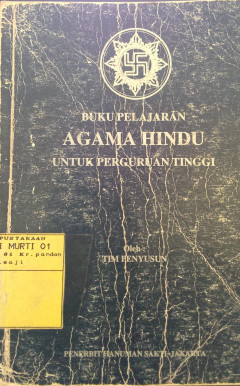 BUKU PELAJARAN
AGAMA HINDU
UNTUK PERGURUAN TINGGI
PUSTAKAAN
I MURTI 01
di Kr.pandan
Oleh :
TIM PENYUSUN
PENERBIT HANUMAN SAKTI-JAKARTA